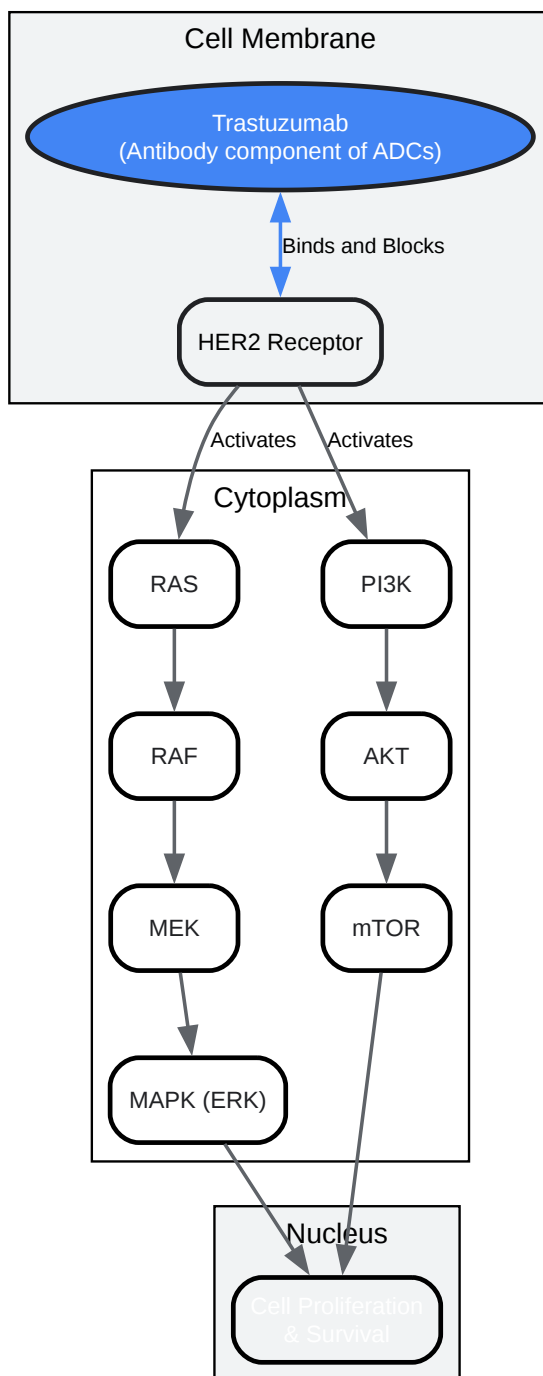 Cell Membrane
Trastuzumab
(Antibody component of ADCs)
Binds and Blocks
HER2 Receptor
Activates
Activates
Cytoplasm
RAS
PI3K
RAF
AKT
MEK
mTOR
MAPK (ERK)
Nucleus
Cell Proliferation
& Survival